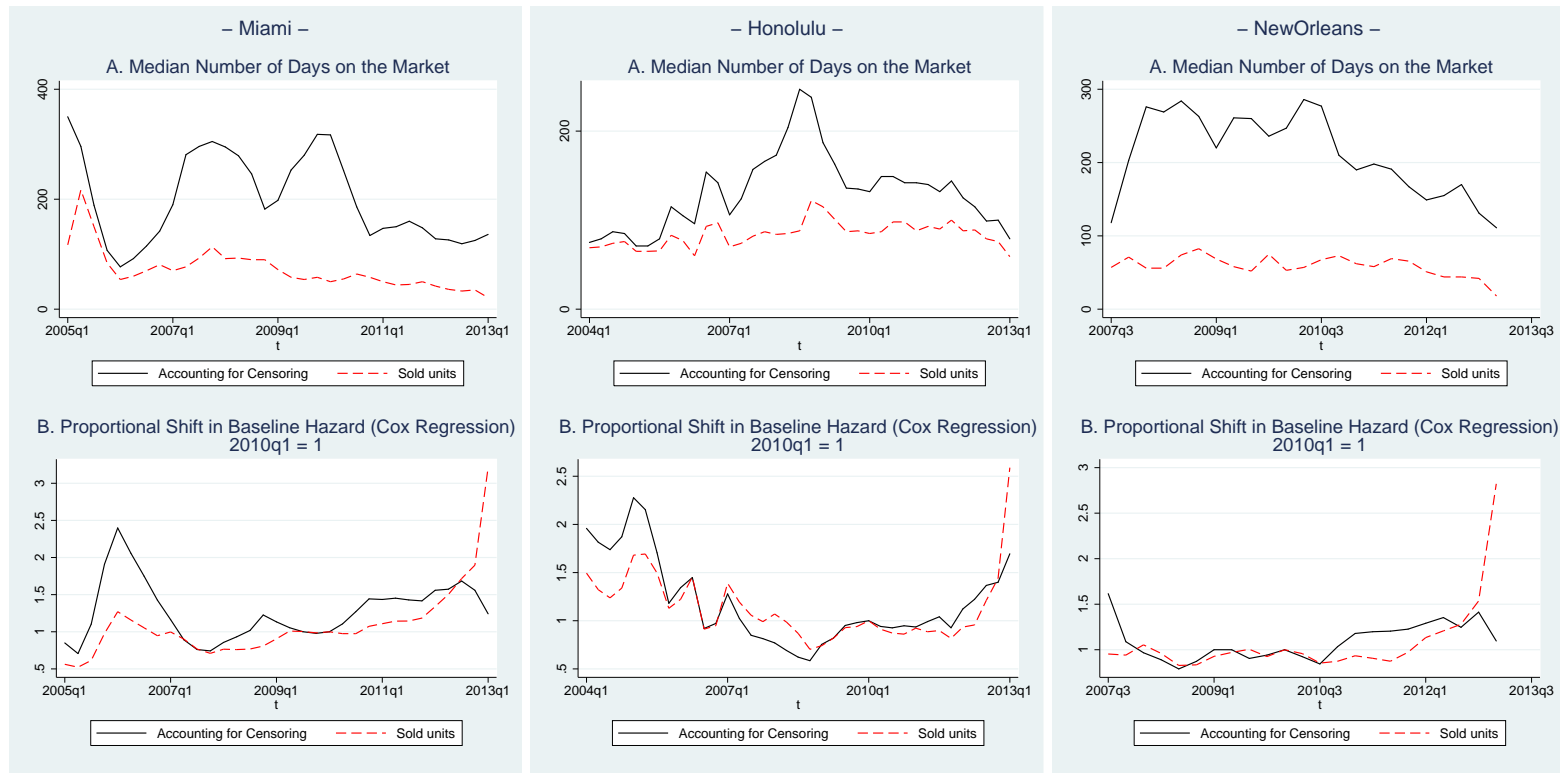 – Miami –
A. Median Number of Days on the Market
400
200
0
2005q1 2007q1 2009q1 2011q1 2013q1
t
Accounting for Censoring Sold units
B. Proportional Shift in Baseline Hazard (Cox Regression)
2010q1 = 1
3
2.5
2
1.5
1
.5
2005q1 2007q1 2009q1 2011q1 2013q1
t
Accounting for Censoring Sold units
– Honolulu –
A. Median Number of Days on the Market
200
0
2004q1 2007q1 2010q1 2013q1
t
Accounting for Censoring Sold units
B. Proportional Shift in Baseline Hazard (Cox Regression)
2010q1 = 1
2.5
2
1.5
1
.5
2004q1 2007q1 2010q1 2013q1
t
Accounting for Censoring Sold units
– NewOrleans –
A. Median Number of Days on the Market
300
200
100
0
2007q3 2009q1 2010q3 2012q1 2013q3
t
Accounting for Censoring Sold units
B. Proportional Shift in Baseline Hazard (Cox Regression)
2010q1 = 1
3
2.5
2
1.5
1
2007q3 2009q1 2010q3 2012q1 2013q3
t
Accounting for Censoring Sold units